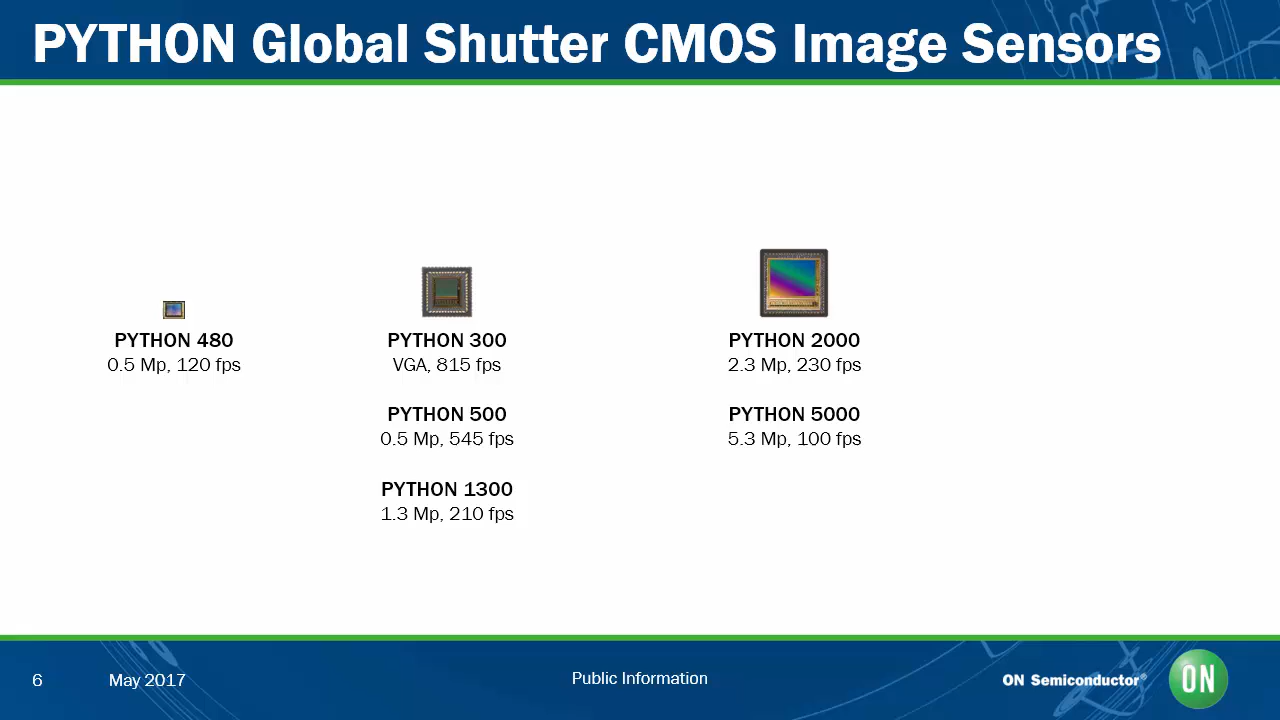 PYTHON Global Shutter CMOS Image Sensors
PYTHON 480
0.5 Mp, 120 fps
PYTHON 300
VGA, 815 fps
PYTHON 500
0.5 Mp, 545 fps
PYTHON 1300
1.3 Mp, 210 fps
PYTHON 2000
2.3 Mp, 230 fps
PYTHON 5000
5.3 Mp, 100 fps
6
May 2017
Public Information
ON Semiconductor®
ON